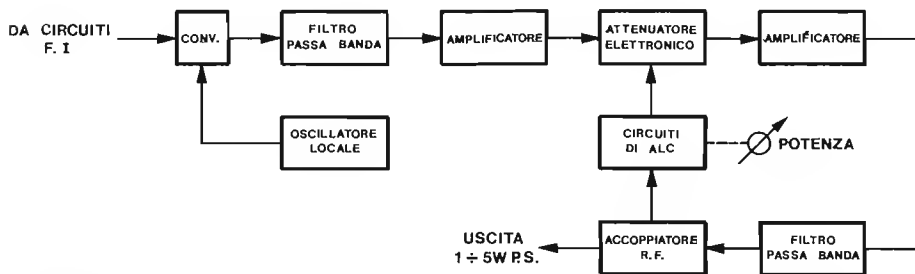 DA CIRCUITI
F. I
CONV.
FILTRO
PASSA BANDA
AMPLIFICATORE
ATTENUATORE
ELETTRONICO
AMPLIFICATORE
OSCILLATORE
LOCALE
CIRCUITI
DI ALC
POTENZA
USCITA
1 ÷ 5W P.S.
ACCOPPIATORE
R.F.
FILTRO
PASSA BANDA